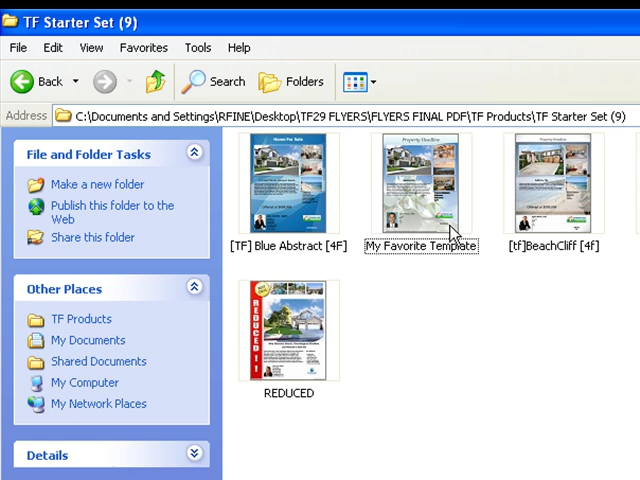 TF Starter Set (9)
File Edit View Favorites Tools Help
Back Search Folders
Address C:\Documents and Settings\RFINE\Desktop\TF29 FLYERS\FLYERS FINAL PDF\TF Products\TF Starter Set (9)
File and Folder Tasks
Make a new folder
Publish this folder to the
Web
Share this folder
Other Places
TF Products
My Documents
Shared Documents
My Computer
My Network Places
Details
Home For Sale
[TF] Blue Abstract [4F]
Property Headline
My Favorite Template
Property Headline
[tf]BeachCliff [4f]
REDUCED!!
REDUCED